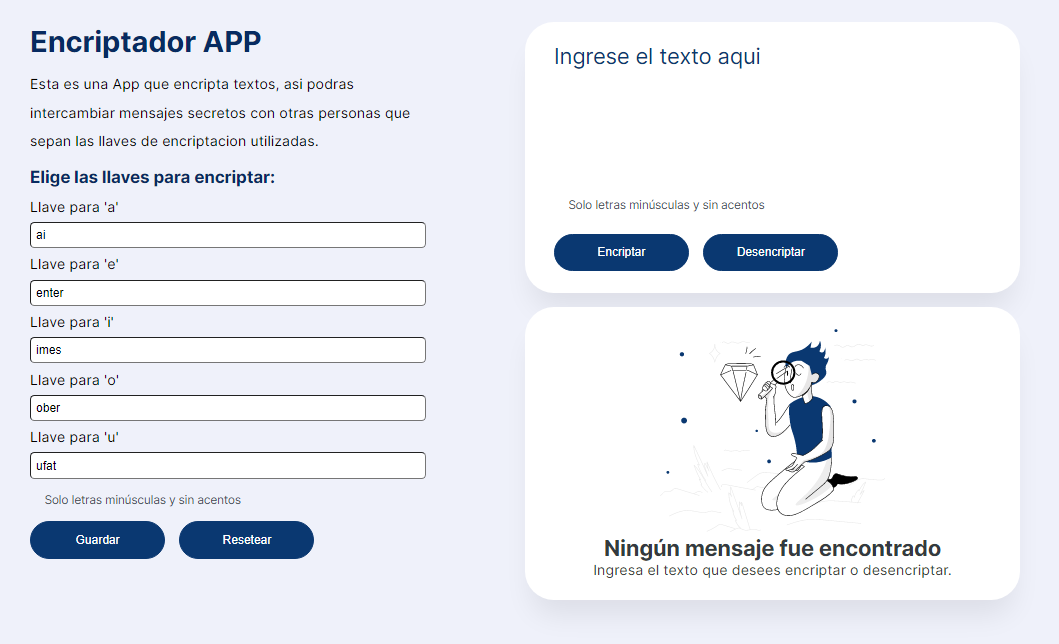 Encriptador APP
Esta es una App que encripta textos, asi podras
intercambiar mensajes secretos con otras personas que
sepan las llaves de encriptacion utilizadas.
Elige las llaves para encriptar:
Llave para 'a'
ai
Llave para 'e'
enter
Llave para 'i'
imes
Llave para 'o'
ober
Llave para 'u'
ufat
Solo letras minúsculas y sin acentos
Guardar
Resetear
Ingrese el texto aqui
Solo letras minúsculas y sin acentos
Encriptar
Desencriptar
Ningún mensaje fue encontrado
Ingresa el texto que desees encriptar o desencriptar.